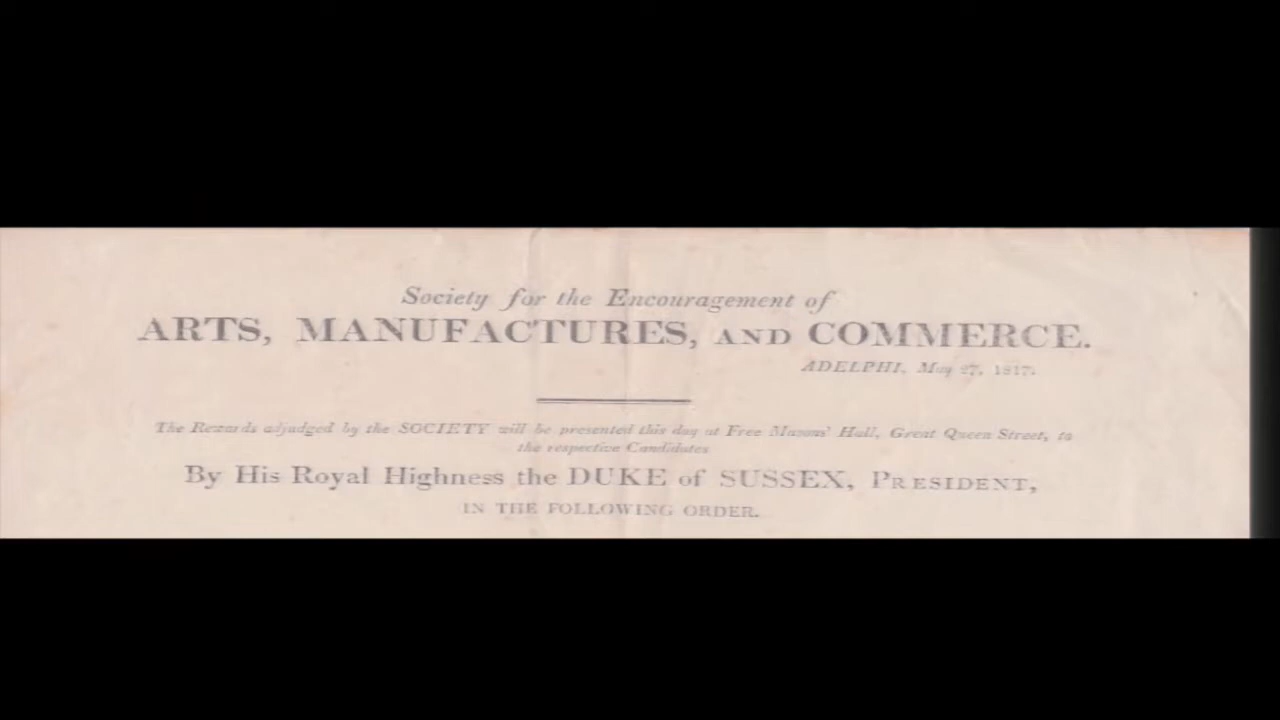 Society for the Encouragement of
ARTS, MANUFACTURES, AND COMMERCE.
ADELPHI, May 27, 1817.
The Rewards adjudged by the SOCIETY will be presented this day at Free Masons' Hall, Great Queen Street, to
the respective Candidates
By His Royal Highness the DUKE of SUSSEX, PRESIDENT,
IN THE FOLLOWING ORDER.